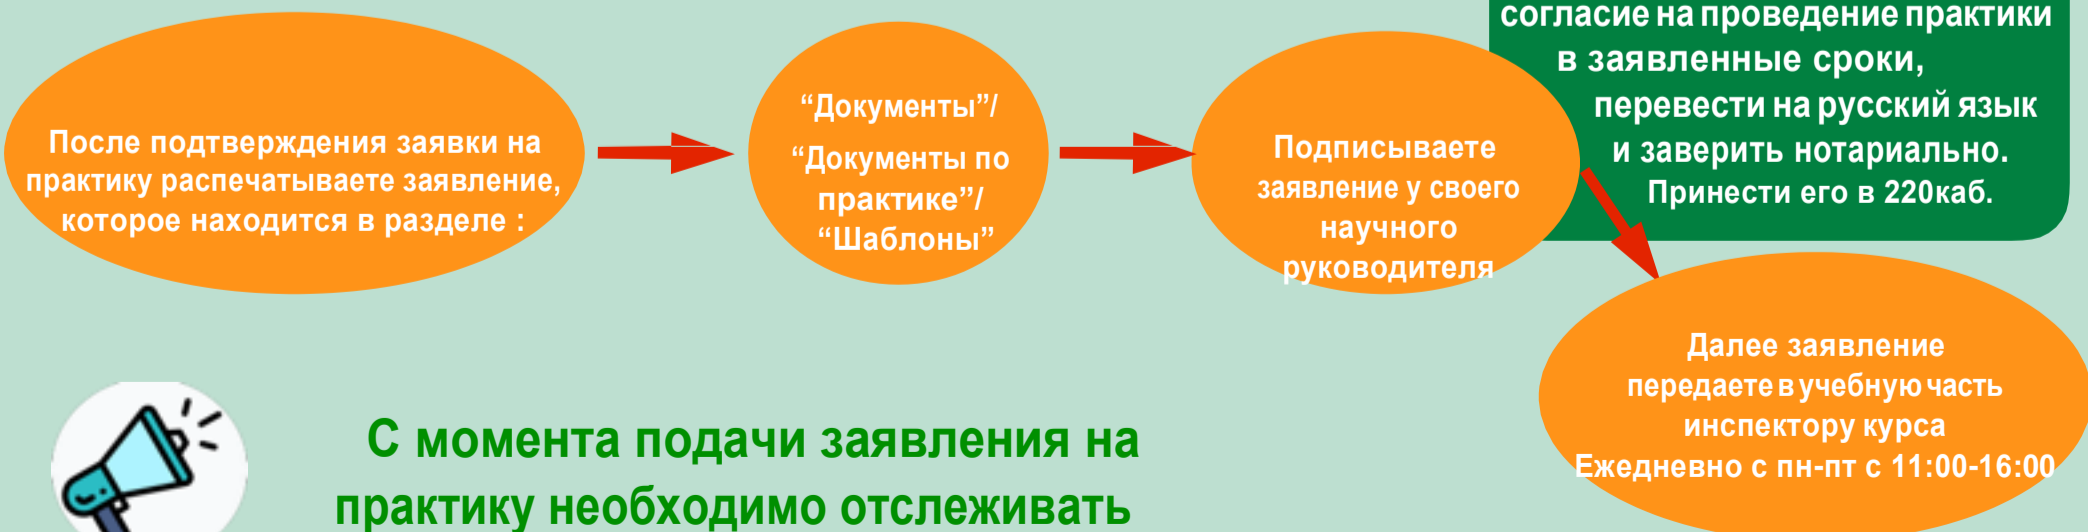 После подтверждения заявки на
практику распечатываете заявление,
которое находится в разделе :
“Документы”/
“Документы по
практике”/
“Шаблоны”
Подписываете
заявление у своего
научного
руководителя
согласие на проведение практики
в заявленные сроки,
перевести на русский язык
и заверить нотариально.
Принести его в 220каб.
Далее заявление
передаете в учебную часть
инспектору курса
Ежедневно с пн-пт с 11:00-16:00
С момента подачи заявления на
практику необходимо отслеживать